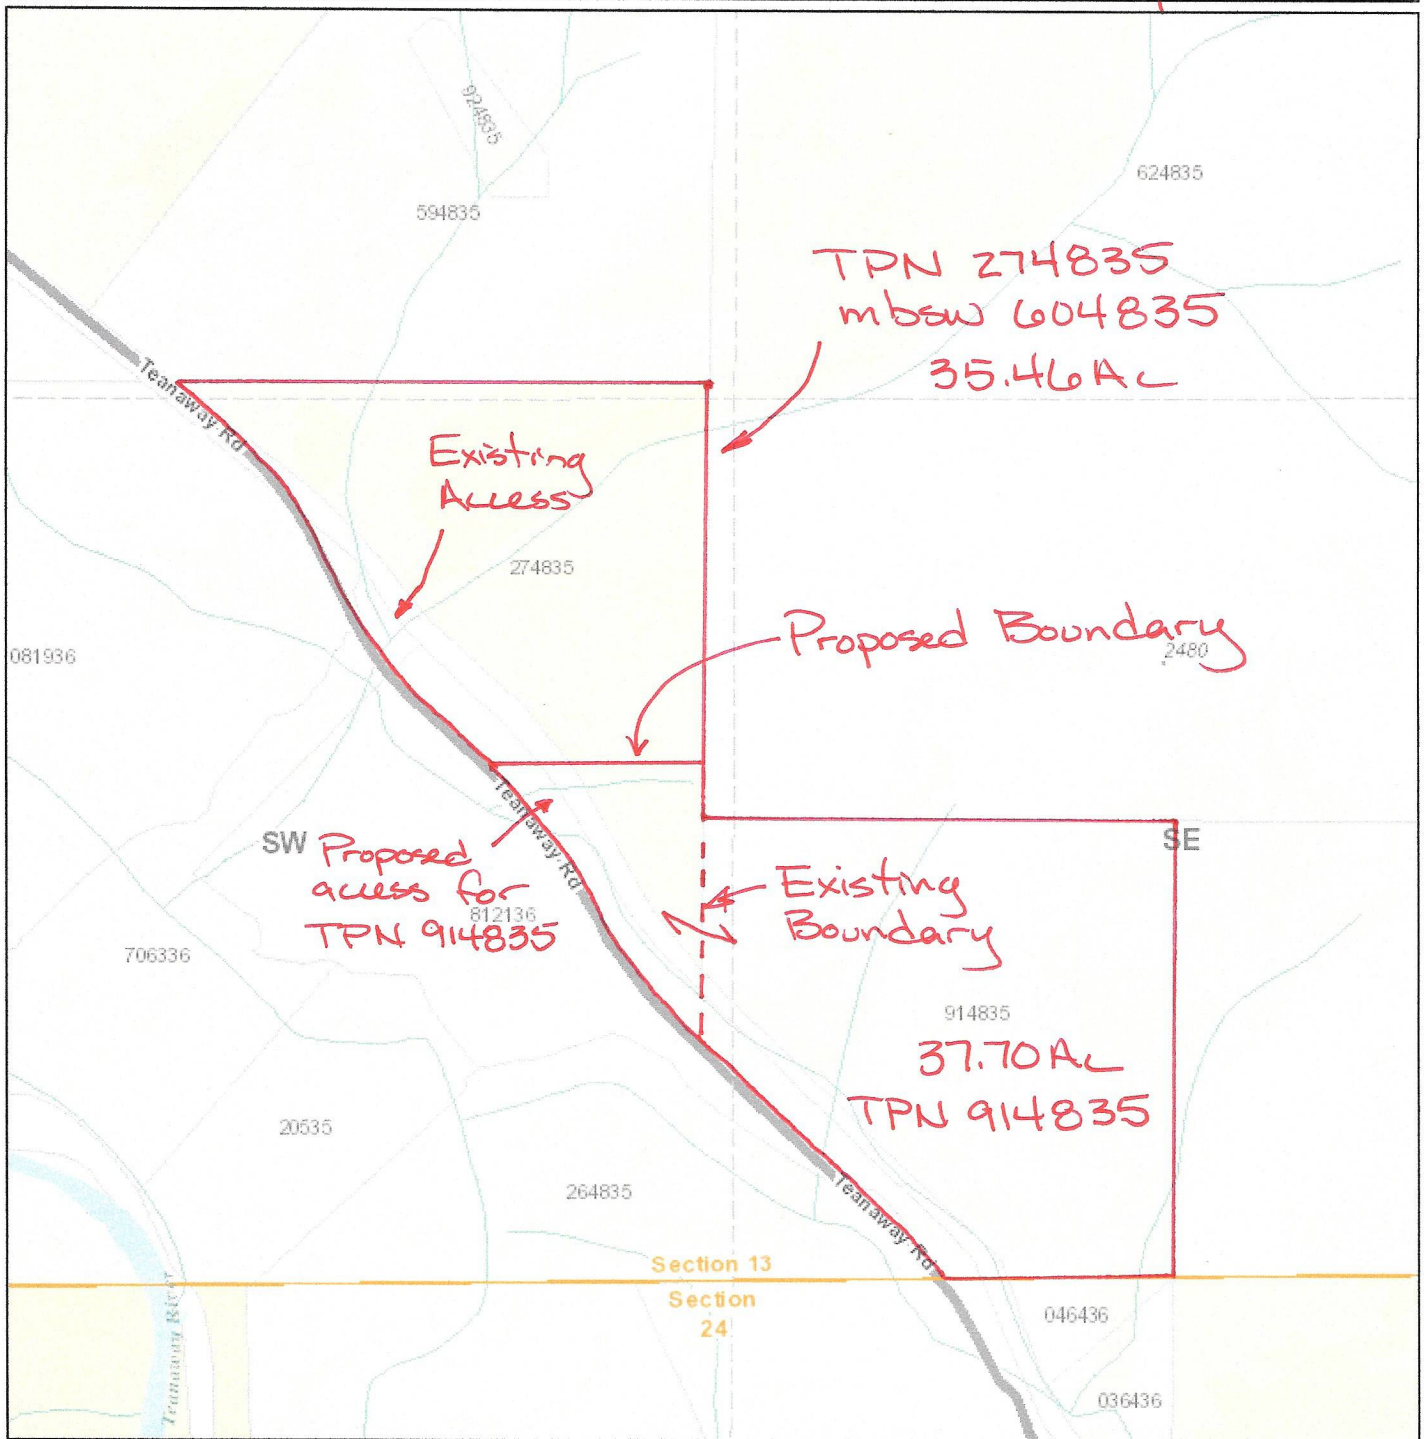 924835
624835
594835
TPN 274835
mbsw 604835
35.46 AC
Teanaway Rd
Existing
Access
274835
Proposed Boundary
2480
081936
Teanaway Rd
SW
SE
Proposed
access for
TPN 914835
812136
Existing
Boundary
706336
914835
37.70 AC
TPN 914835
20535
264835
Teanaway Rd
Section 13
Section
24
Teanaway River
046436
036436